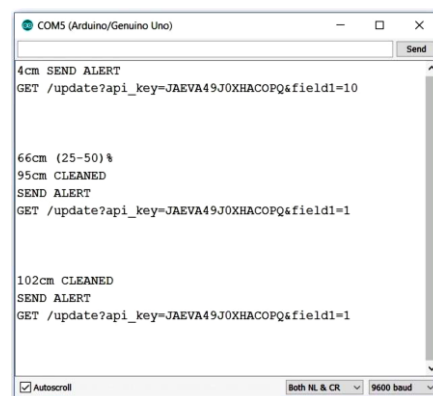 COM5 (Arduino/Genuino Uno)
Send
4cm SEND ALERT
GET /update?api_key=JAEVA49J0XHACOPQ&field1=10
66cm (25-50)%
95cm CLEANED
SEND ALERT
GET /update?api_key=JAEVA49J0XHACOPQ&field1=1
102cm CLEANED
SEND ALERT
GET /update?api_key=JAEVA49J0XHACOPQ&field1=1
Autoscroll Both NL & CR 9600 baud